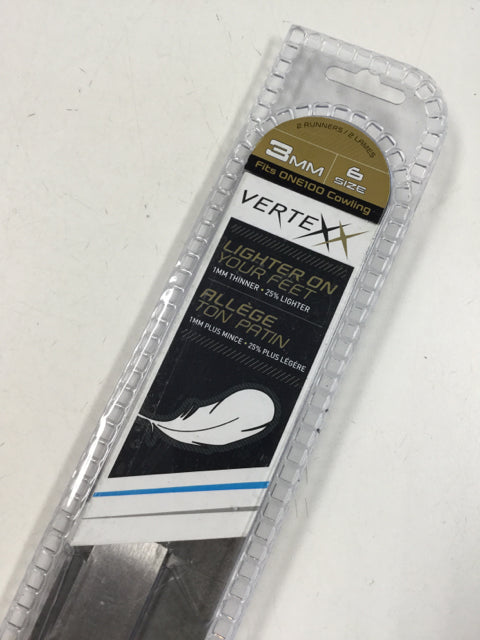 2 RUNNERS / 2 LAMES
3MM
6
SIZE
Fits ONE100 Cowling
VERTEXX
LIGHTER ON
YOUR FEET
1MM THINNER • 25% LIGHTER
ALLÈGE
TON PATIN
1MM PLUS MINCE • 25% PLUS LÉGÈRE